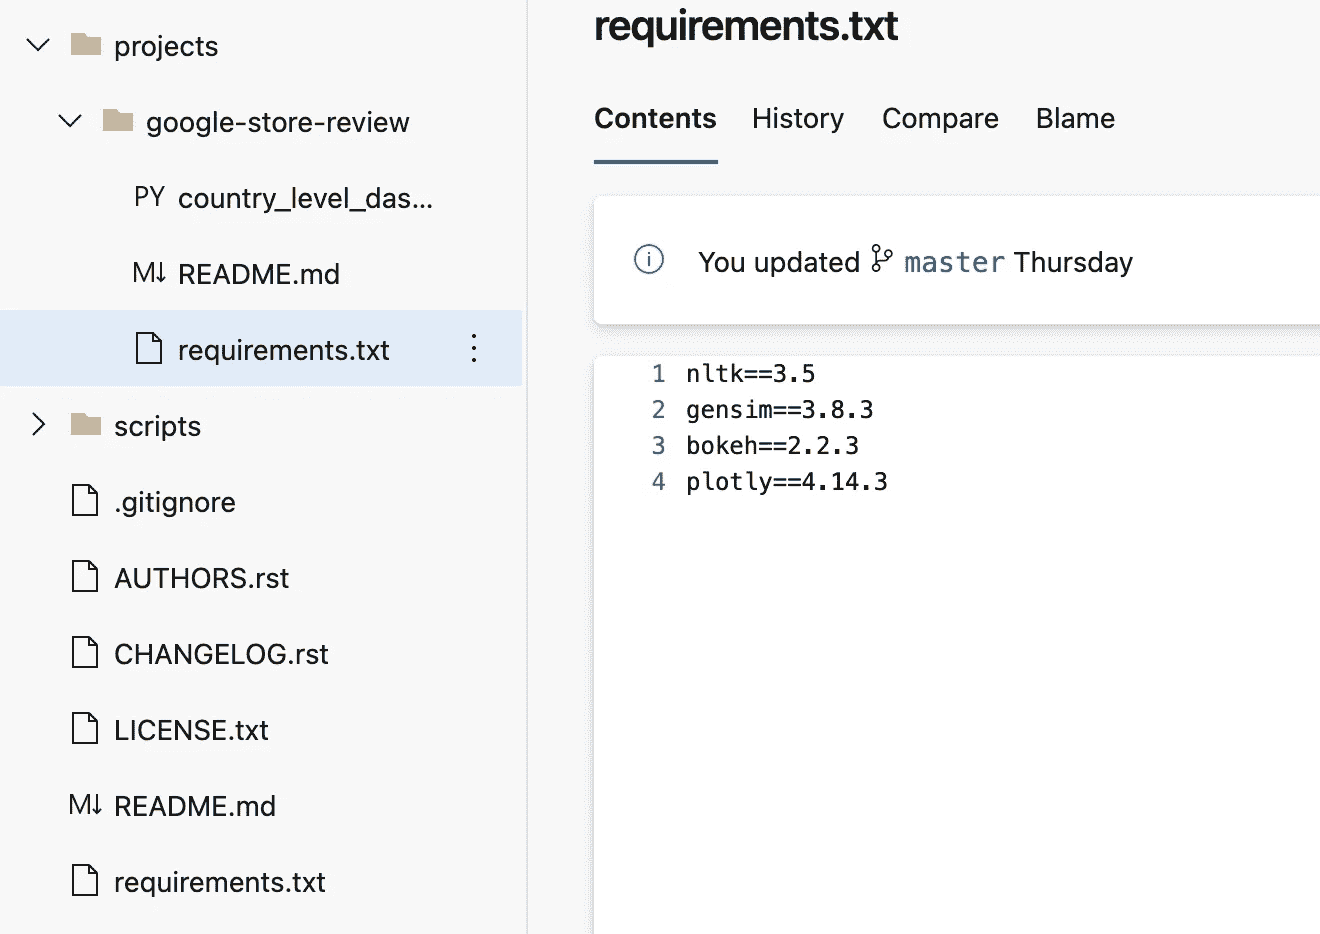 projects
google-store-review
PY country_level_das...
M↓ README.md
requirements.txt
scripts
.gitignore
AUTHORS.rst
CHANGELOG.rst
LICENSE.txt
M↓ README.md
requirements.txt
requirements.txt
Contents History Compare Blame
You updated master Thursday
1 nltk==3.5
2 gensim==3.8.3
3 bokeh==2.2.3
4 plotly==4.14.3